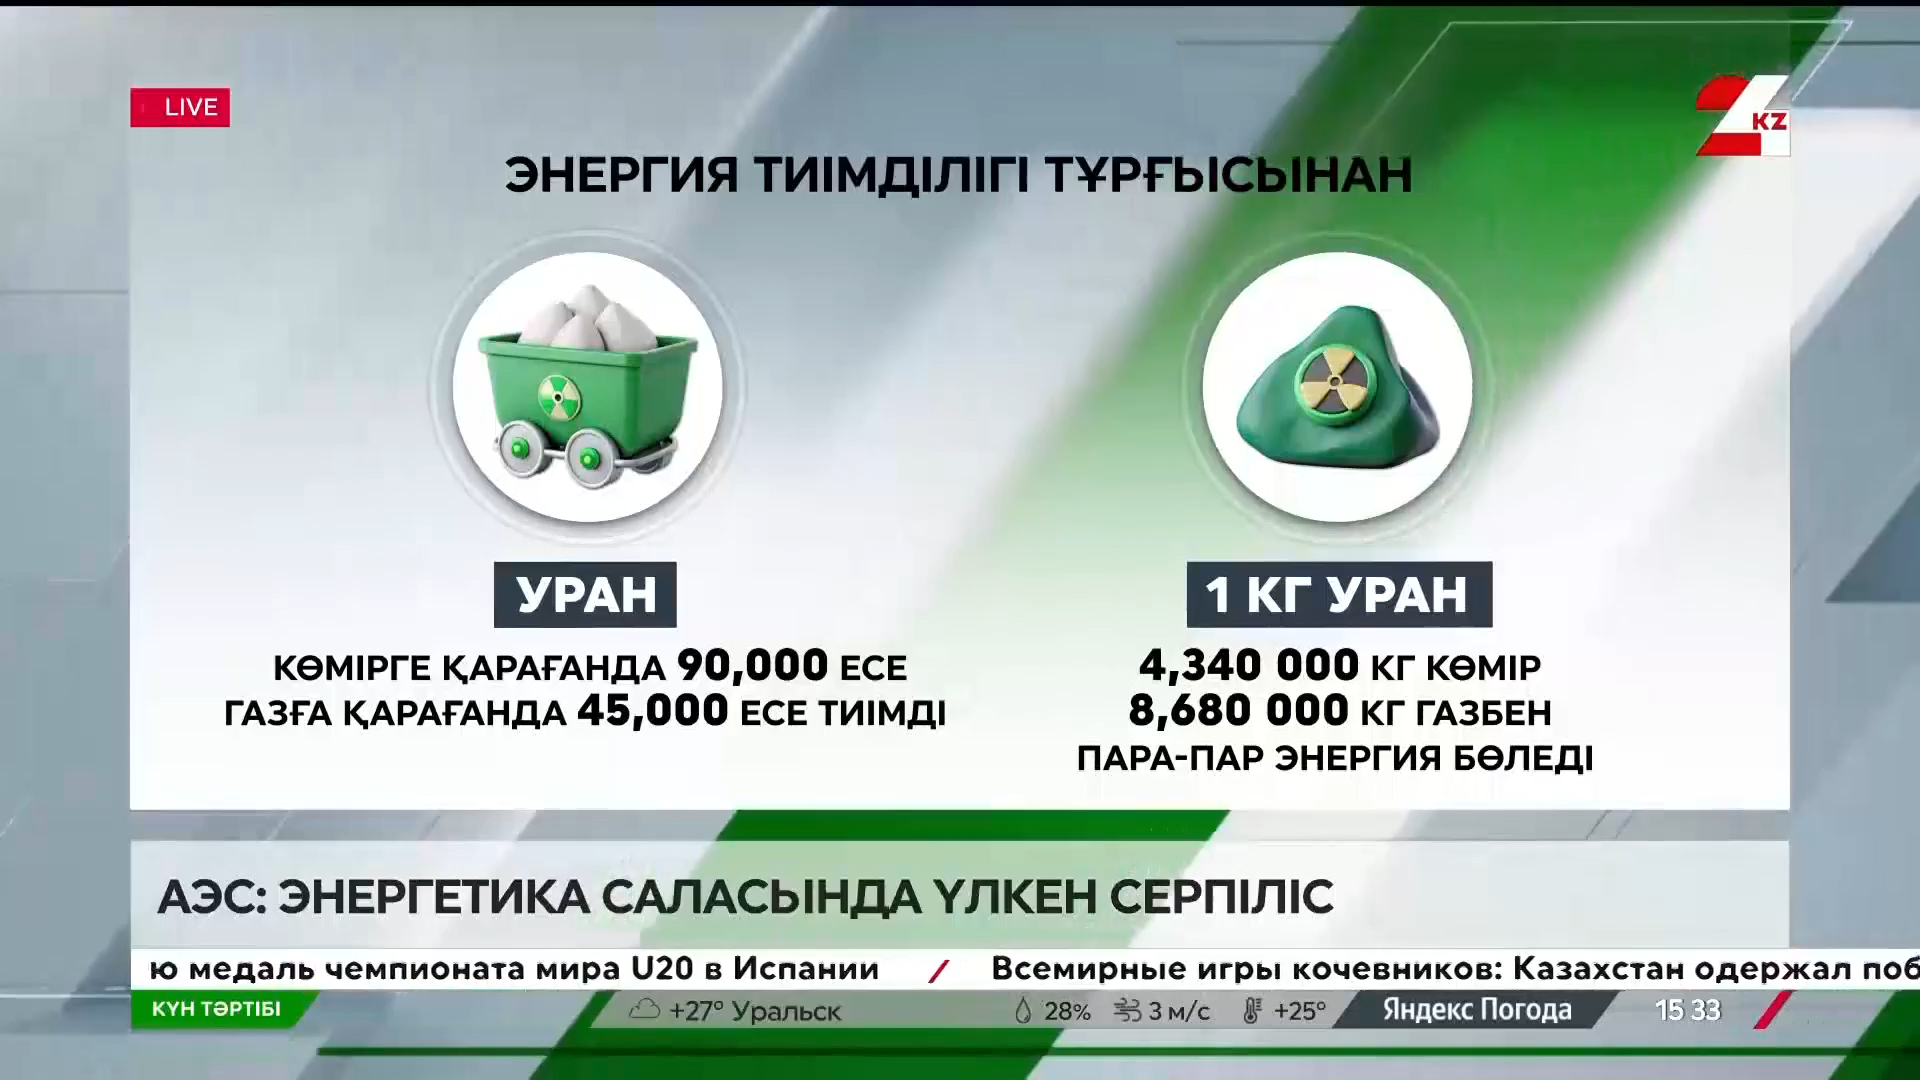 LIVE
24 KZ
ЭНЕРГИЯ ТИІМДІЛІГІ ТҰРҒЫСЫНАН
УРАН
КӨМІРГЕ ҚАРАҒАНДА 90,000 ЕСЕ
ГАЗҒА ҚАРАҒАНДА 45,000 ЕСЕ ТИІМДІ
1 КГ УРАН
4,340 000 КГ КӨМІР
8,680 000 КГ ГАЗБЕН
ПАРА-ПАР ЭНЕРГИЯ БӨЛЕДІ
АЭС: ЭНЕРГЕТИКА САЛАСЫНДА ҮЛКЕН СЕРПІЛІС
ю медаль чемпионата мира U20 в Испании / Всемирные игры кочевников: Казахстан одержал поб
КҮН ТӘРТІБІ +27° Уральск 28% 3 м/с +25° Яндекс Погода 15 33